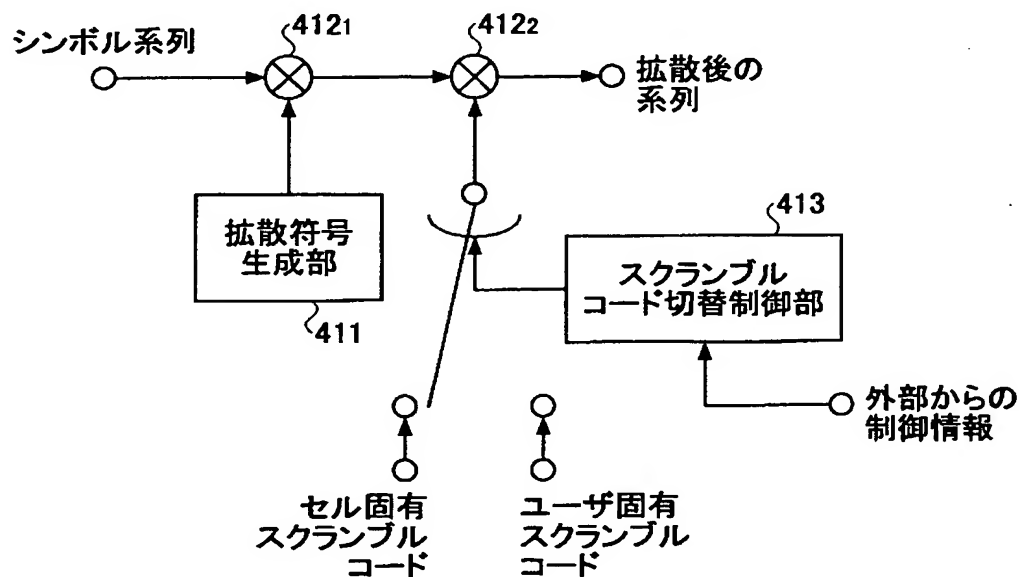 シンボル系列
412₁
412₂
拡散後の
系列
拡散符号
生成部
411
413
スクランブル
コード切替制御部
外部からの
制御情報
セル固有
スクランブル
コード
ユーザ固有
スクランブル
コード